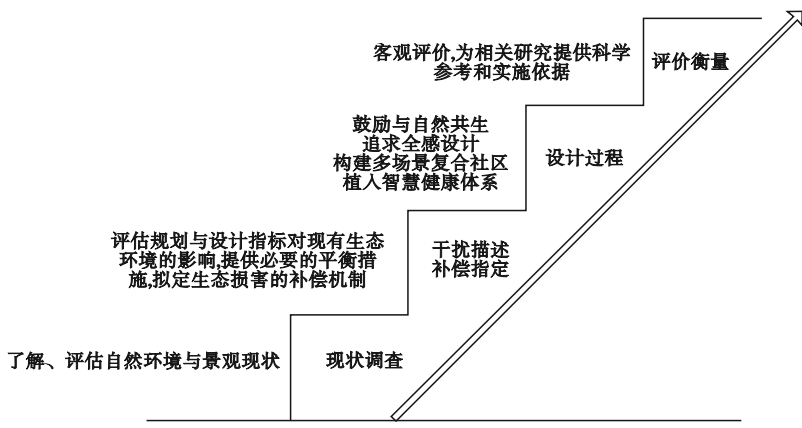 客观评价,为相关研究提供科学
参考和实施依据
评价衡量
鼓励与自然共生
追求全感设计
构建多场景复合社区
植入智慧健康体系
设计过程
评估规划与设计指标对现有生态
环境的影响,提供必要的平衡措
施,拟定生态损害的补偿机制
干扰描述
补偿指定
了解、评估自然环境与景观现状
现状调查